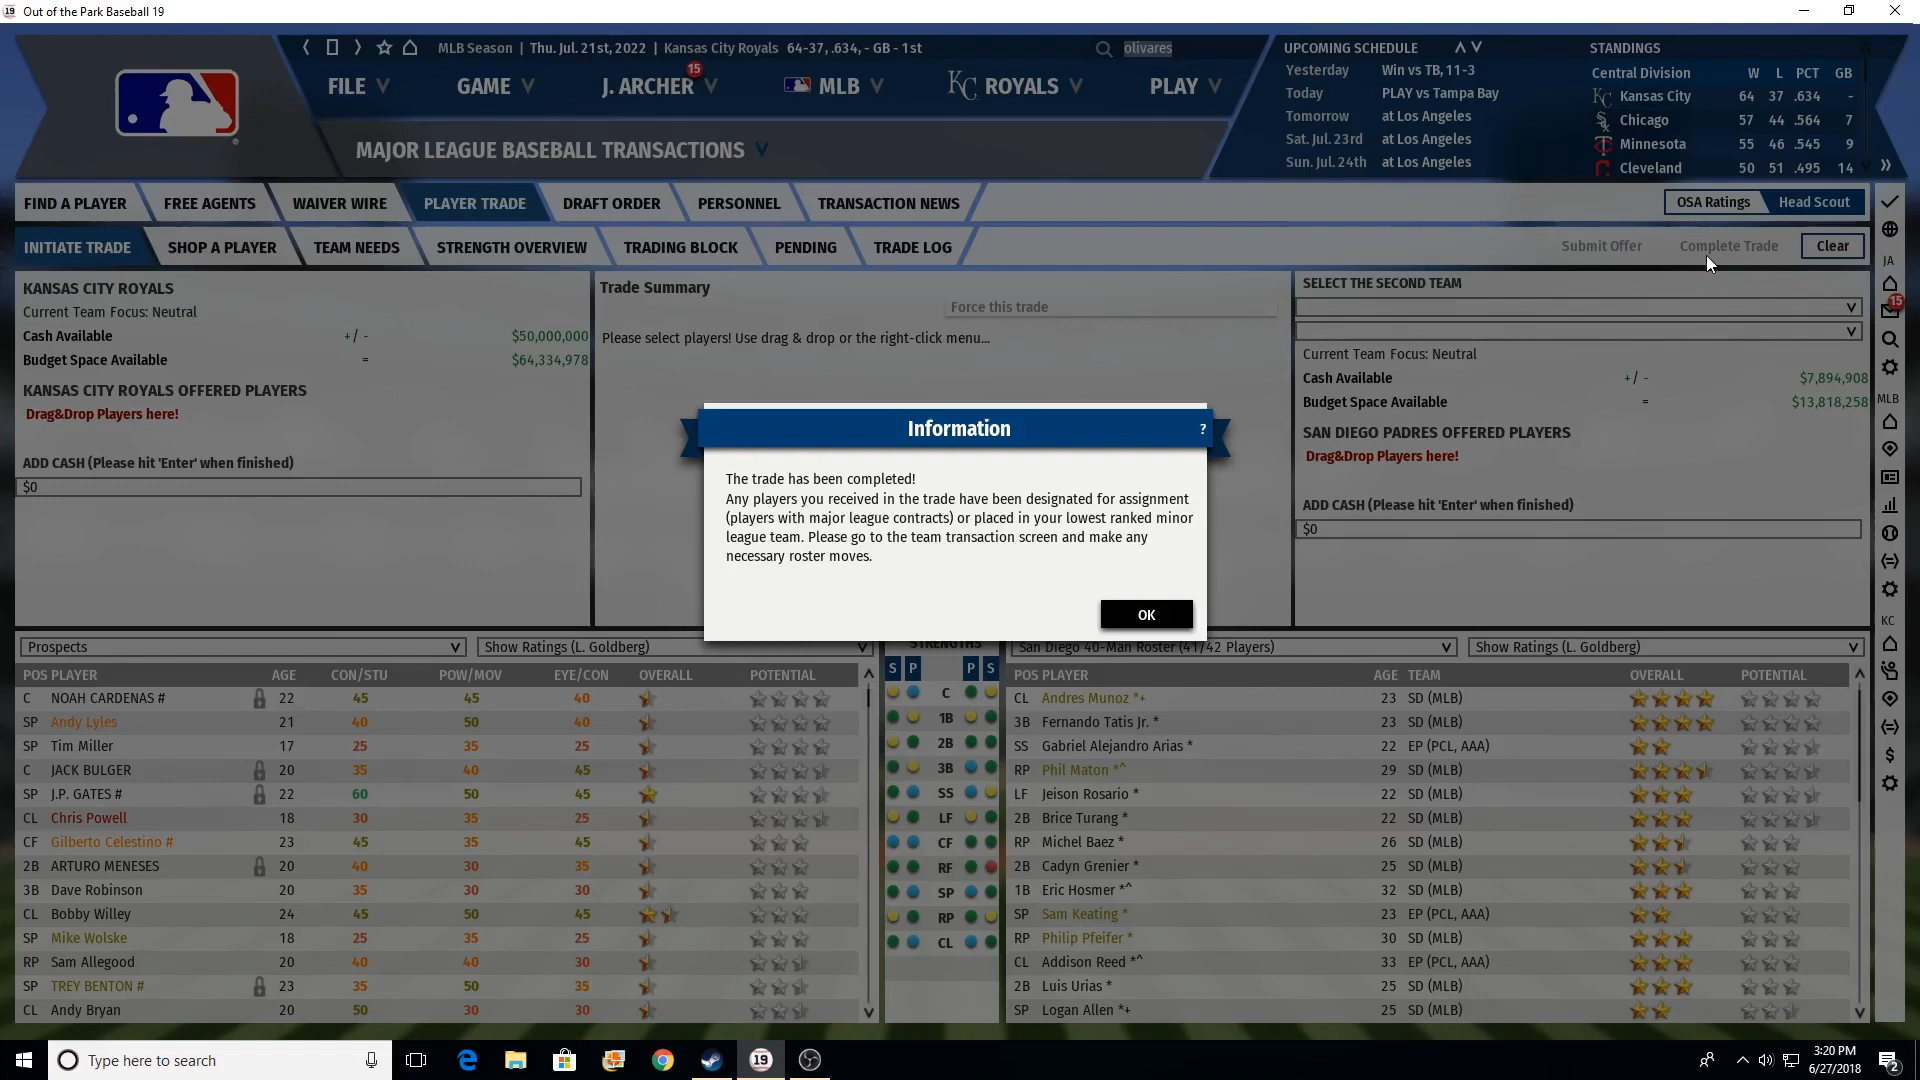 Out of the Park Baseball 19
MLB Season | Thu. Jul. 21st, 2022 | Kansas City Royals 64-37, .634, - GB - 1st
olivares
FILE GAME J. ARCHER 15 MLB ROYALS PLAY
MAJOR LEAGUE BASEBALL TRANSACTIONS
UPCOMING SCHEDULE
Yesterday Win vs TB, 11-3
Today PLAY vs Tampa Bay
Tomorrow at Los Angeles
Sat. Jul. 23rd at Los Angeles
Sun. Jul. 24th at Los Angeles
STANDINGS
Central Division W L PCT GB
Kansas City 64 37 .634 -
Chicago 57 44 .564 7
Minnesota 55 46 .545 9
Cleveland 50 51 .495 14
FIND A PLAYER FREE AGENTS WAIVER WIRE PLAYER TRADE DRAFT ORDER PERSONNEL TRANSACTION NEWS
OSA Ratings Head Scout
INITIATE TRADE SHOP A PLAYER TEAM NEEDS STRENGTH OVERVIEW TRADING BLOCK PENDING TRADE LOG
Submit Offer Complete Trade Clear
KANSAS CITY ROYALS
Current Team Focus: Neutral
Cash Available +/- $50,000,000
Budget Space Available = $64,334,978
KANSAS CITY ROYALS OFFERED PLAYERS
Drag&Drop Players here!
ADD CASH (Please hit 'Enter' when finished)
$0
Trade Summary
Force this trade
Please select players! Use drag & drop or the right-click menu...
SELECT THE SECOND TEAM
Current Team Focus: Neutral
Cash Available +/- $7,894,908
Budget Space Available = $13,818,258
SAN DIEGO PADRES OFFERED PLAYERS
Drag&Drop Players here!
ADD CASH (Please hit 'Enter' when finished)
$0
Information ?
The trade has been completed!
Any players you received in the trade have been designated for assignment
(players with major league contracts) or placed in your lowest ranked minor
league team. Please go to the team transaction screen and make any
necessary roster moves.
OK
Prospects Show Ratings (L. Goldberg)
POS PLAYER AGE CON/STU POW/MOV EYE/CON OVERALL POTENTIAL
C NOAH CARDENAS # 22 45 45 40
SP Andy Lyles 21 40 50 40
SP Tim Miller 17 25 35 25
C JACK BULGER 20 35 40 45
SP J.P. GATES # 22 60 50 45
CL Chris Powell 18 30 35 25
CF Gilberto Celestino # 23 45 35 45
2B ARTURO MENESES 20 40 30 35
3B Dave Robinson 20 35 30 30
CL Bobby Willey 24 45 50 45
SP Mike Wolske 18 25 35 25
RP Sam Allegood 20 40 40 30
SP TREY BENTON # 23 35 50 35
CL Andy Bryan 20 50 30 30
STRENGTHS
S P P S
C
1B
2B
3B
SS
LF
CF
RF
SP
RP
CL
San Diego 40-Man Roster (41/42 Players) Show Ratings (L. Goldberg)
POS PLAYER AGE TEAM OVERALL POTENTIAL
CL Andres Munoz *+ 23 SD (MLB)
3B Fernando Tatis Jr. * 23 SD (MLB)
SS Gabriel Alejandro Arias * 22 EP (PCL, AAA)
RP Phil Maton *^ 29 SD (MLB)
LF Jeison Rosario * 22 SD (MLB)
2B Brice Turang * 22 SD (MLB)
RP Michel Baez * 26 SD (MLB)
2B Cadyn Grenier * 25 SD (MLB)
1B Eric Hosmer *^ 32 SD (MLB)
SP Sam Keating * 23 EP (PCL, AAA)
RP Philip Pfeifer * 30 SD (MLB)
CL Addison Reed *^ 33 EP (PCL, AAA)
2B Luis Urias * 25 SD (MLB)
SP Logan Allen *+ 25 SD (MLB)
JA
15
MLB
KC
$
Type here to search
19
3:20 PM
6/27/2018
2